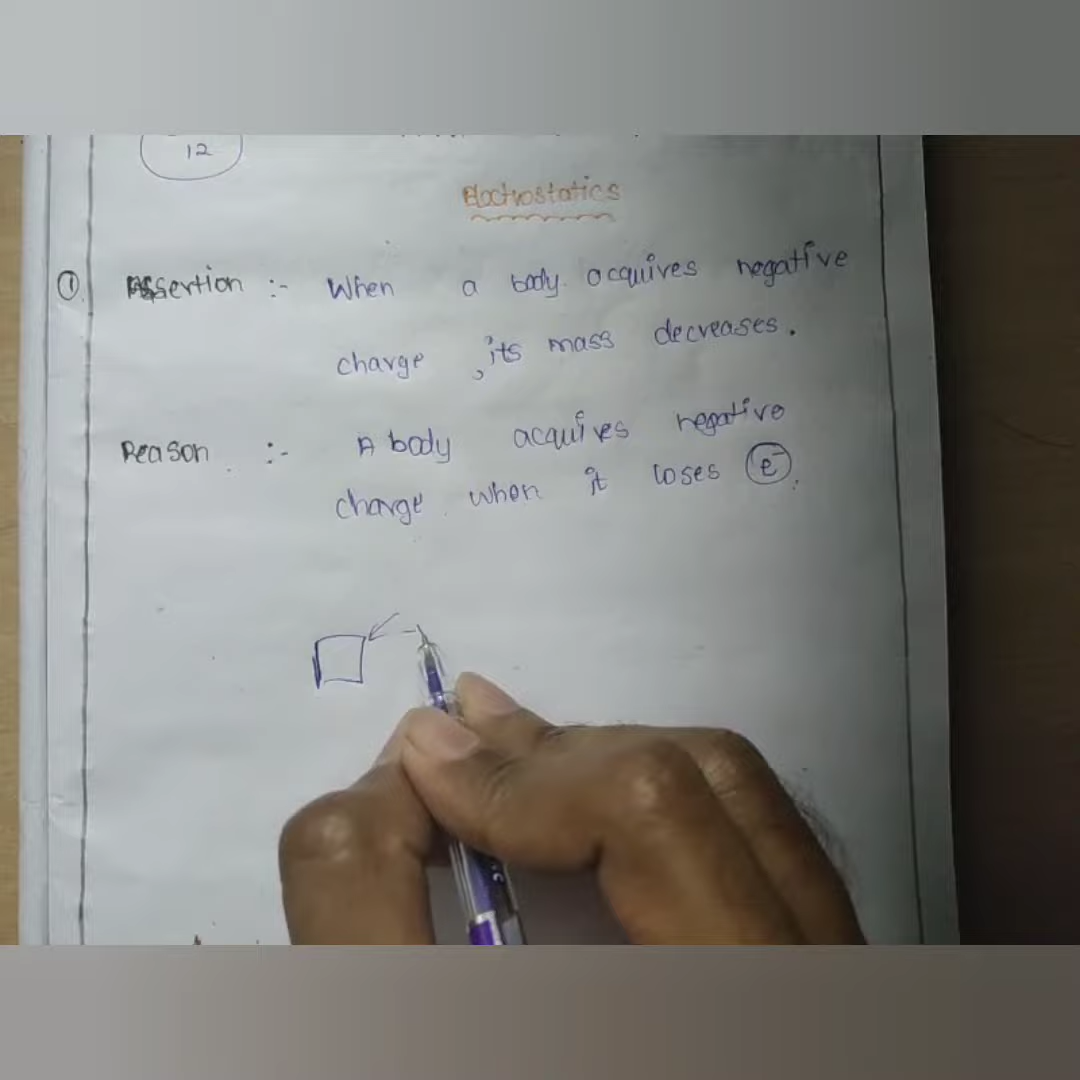 12
Electrostatics
① Assertion :- When a body acquires negative
charge, its mass decreases.
Reason :- A body acquires negative
charge when it loses e⁻.